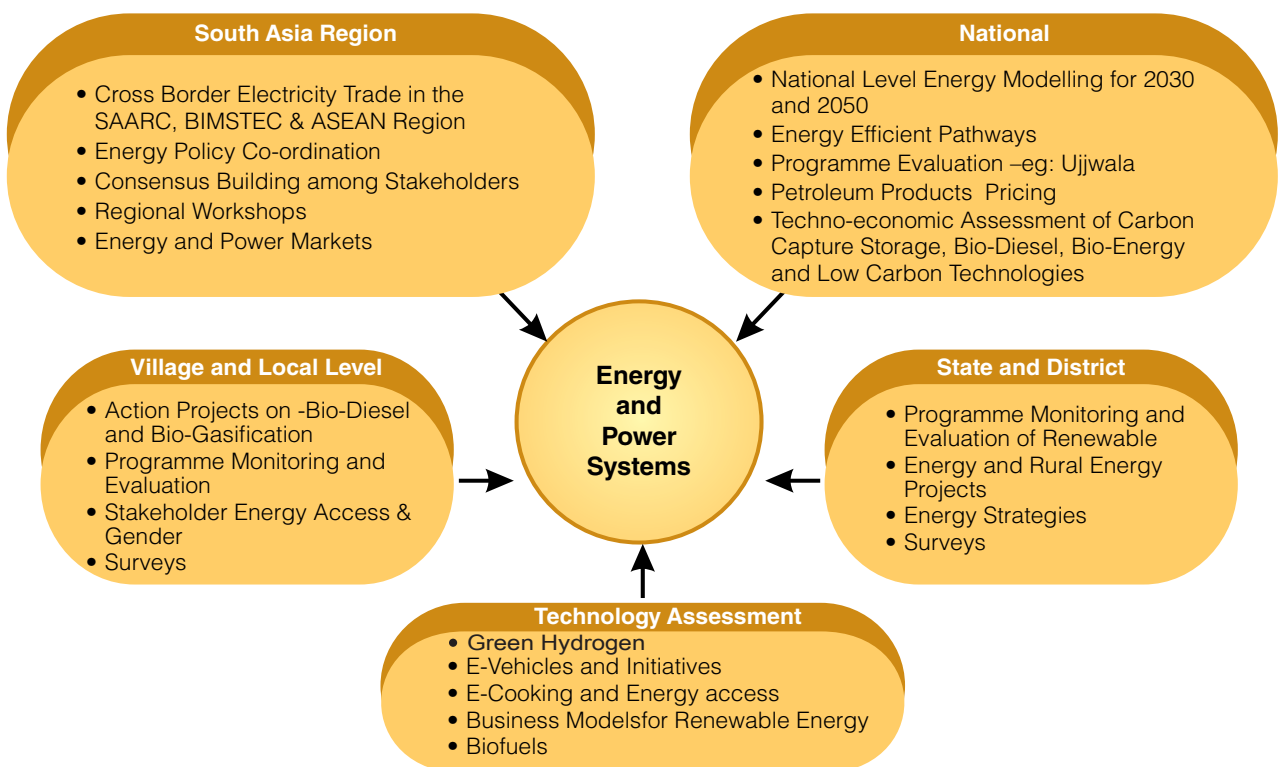 South Asia Region
• Cross Border Electricity Trade in the
SAARC, BIMSTEC & ASEAN Region
• Energy Policy Co-ordination
• Consensus Building among Stakeholders
• Regional Workshops
• Energy and Power Markets
National
• National Level Energy Modelling for 2030
and 2050
• Energy Efficient Pathways
• Programme Evaluation –eg: Ujjwala
• Petroleum Products Pricing
• Techno-economic Assessment of Carbon
Capture Storage, Bio-Diesel, Bio-Energy
and Low Carbon Technologies
Village and Local Level
• Action Projects on -Bio-Diesel
and Bio-Gasification
• Programme Monitoring and
Evaluation
• Stakeholder Energy Access &
Gender
• Surveys
Energy
and
Power
Systems
State and District
• Programme Monitoring and
Evaluation of Renewable
• Energy and Rural Energy
Projects
• Energy Strategies
• Surveys
Technology Assessment
• Green Hydrogen
• E-Vehicles and Initiatives
• E-Cooking and Energy access
• Business Modelsfor Renewable Energy
• Biofuels